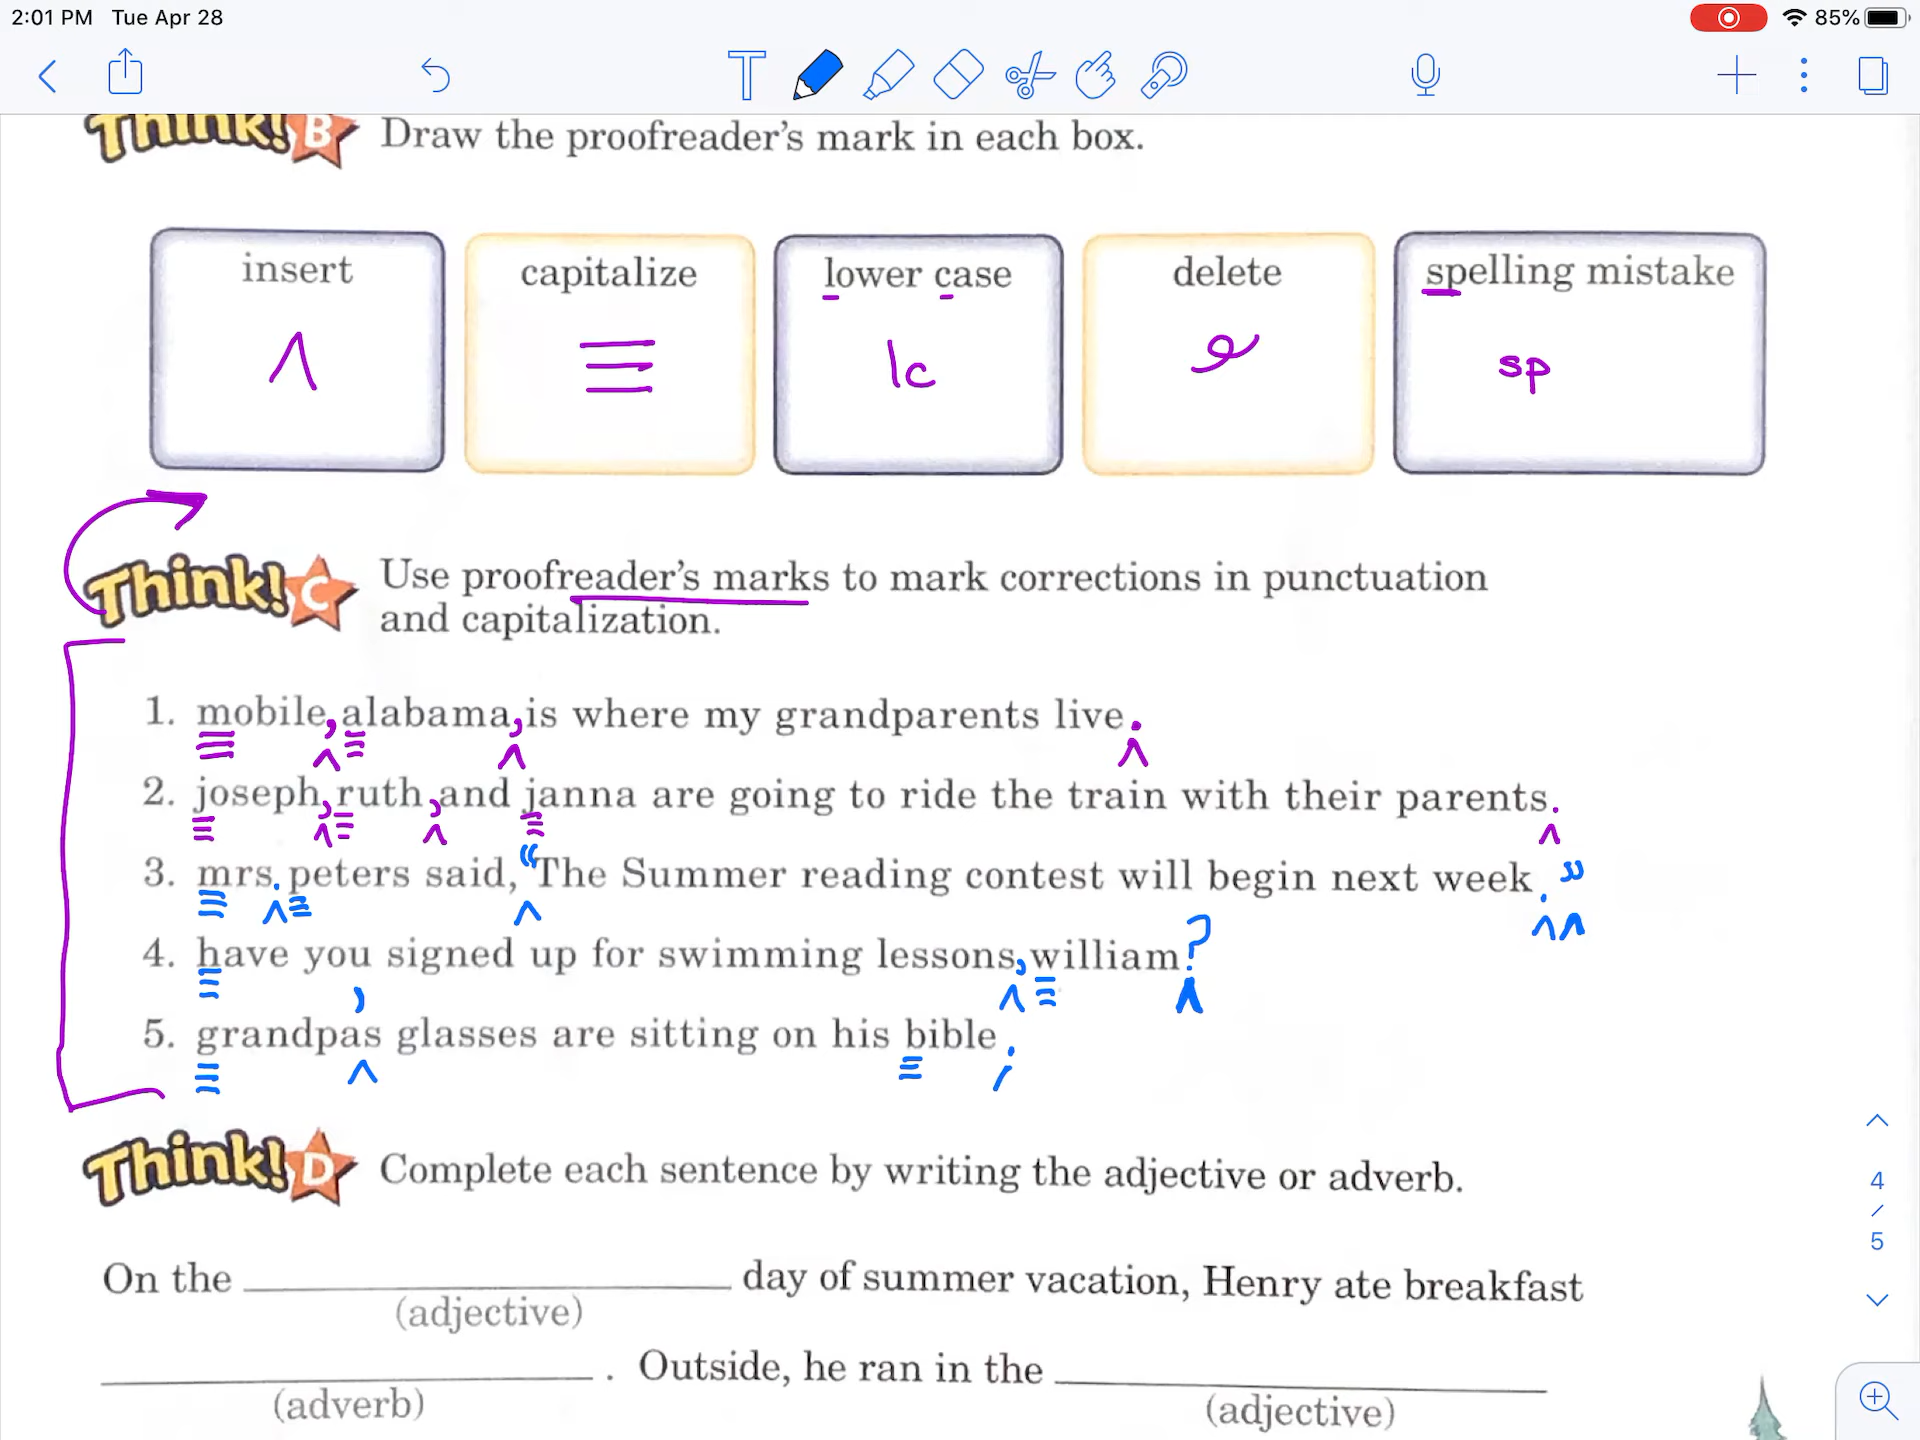 2:01 PM Tue Apr 28 85%
T
Think! B Draw the proofreader's mark in each box.
insert capitalize lower case delete spelling mistake
^ ≡ lc sp
Think! C Use proofreader's marks to mark corrections in punctuation
and capitalization.
1. mobile, alabama, is where my grandparents live.
2. joseph, ruth, and janna are going to ride the train with their parents.
3. mrs. peters said, “The Summer reading contest will begin next week.”
4. have you signed up for swimming lessons, william?
5. grandpa's glasses are sitting on his bible.
Think! D Complete each sentence by writing the adjective or adverb.
4
/
5
On the ______ day of summer vacation, Henry ate breakfast
(adjective)
______. Outside, he ran in the ______
(adverb) (adjective)